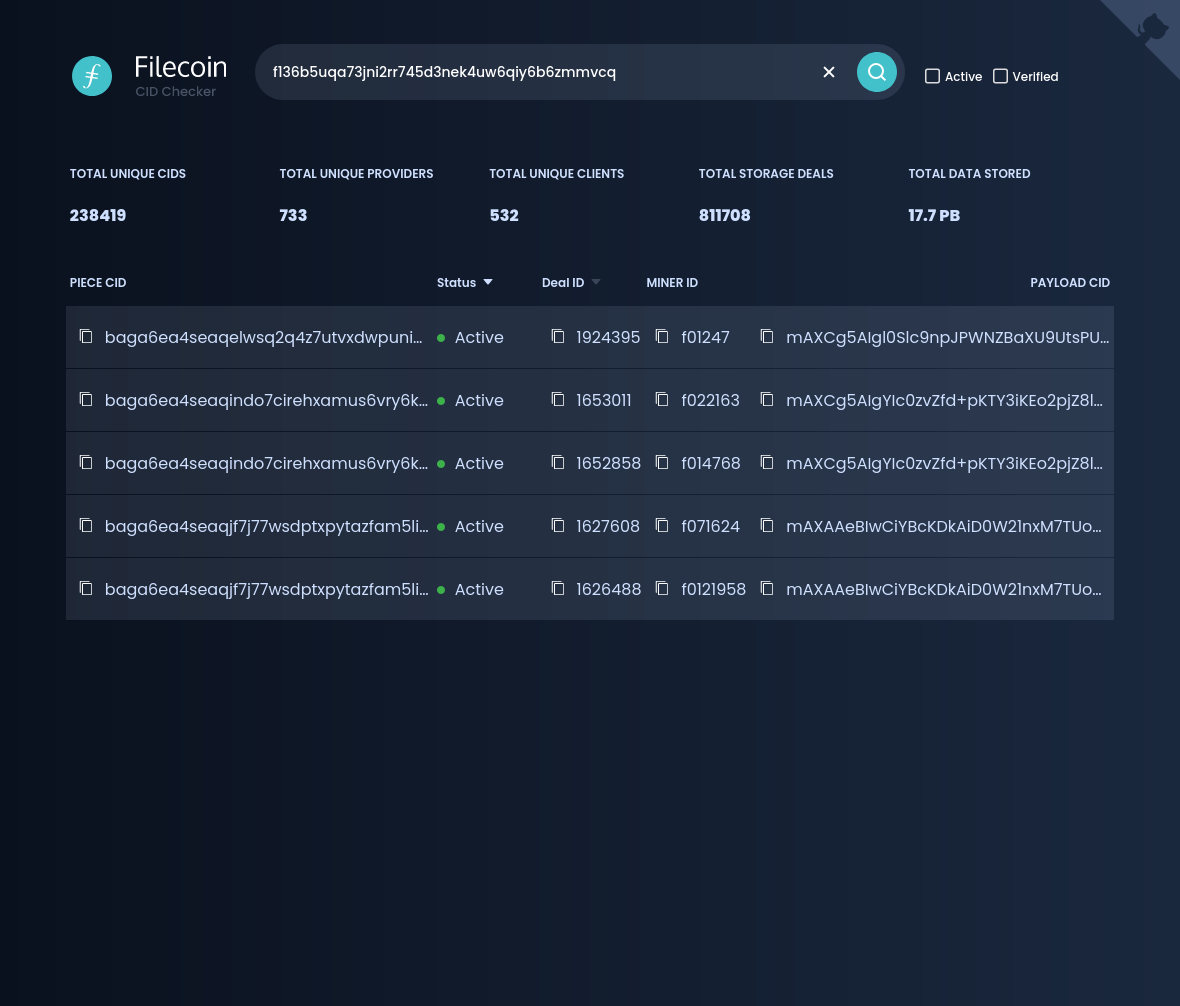 Filecoin
CID Checker
f136b5uqa73jni2rr745d3nek4uw6qiy6b6zmmvcq
Active Verified
TOTAL UNIQUE CIDS TOTAL UNIQUE PROVIDERS TOTAL UNIQUE CLIENTS TOTAL STORAGE DEALS TOTAL DATA STORED
238419 733 532 811708 17.7 PB
PIECE CID Status Deal ID MINER ID PAYLOAD CID
baga6ea4seaqelwsq2q4z7utvxdwpuni... Active 1924395 f01247 mAXCg5AIgl0Slc9npJPWNZBaXU9UtsPU...
baga6ea4seaqindo7cirehxamus6vry6k... Active 1653011 f022163 mAXCg5AIgYIc0zvZfd+pKTY3iKEo2pjZ8l...
baga6ea4seaqindo7cirehxamus6vry6k... Active 1652858 f014768 mAXCg5AIgYIc0zvZfd+pKTY3iKEo2pjZ8l...
baga6ea4seaqjf7j77wsdptxpytazfam5li... Active 1627608 f071624 mAXAAeBIwCiYBcKDkAiD0W21nxM7TUo...
baga6ea4seaqjf7j77wsdptxpytazfam5li... Active 1626488 f0121958 mAXAAeBIwCiYBcKDkAiD0W21nxM7TUo...